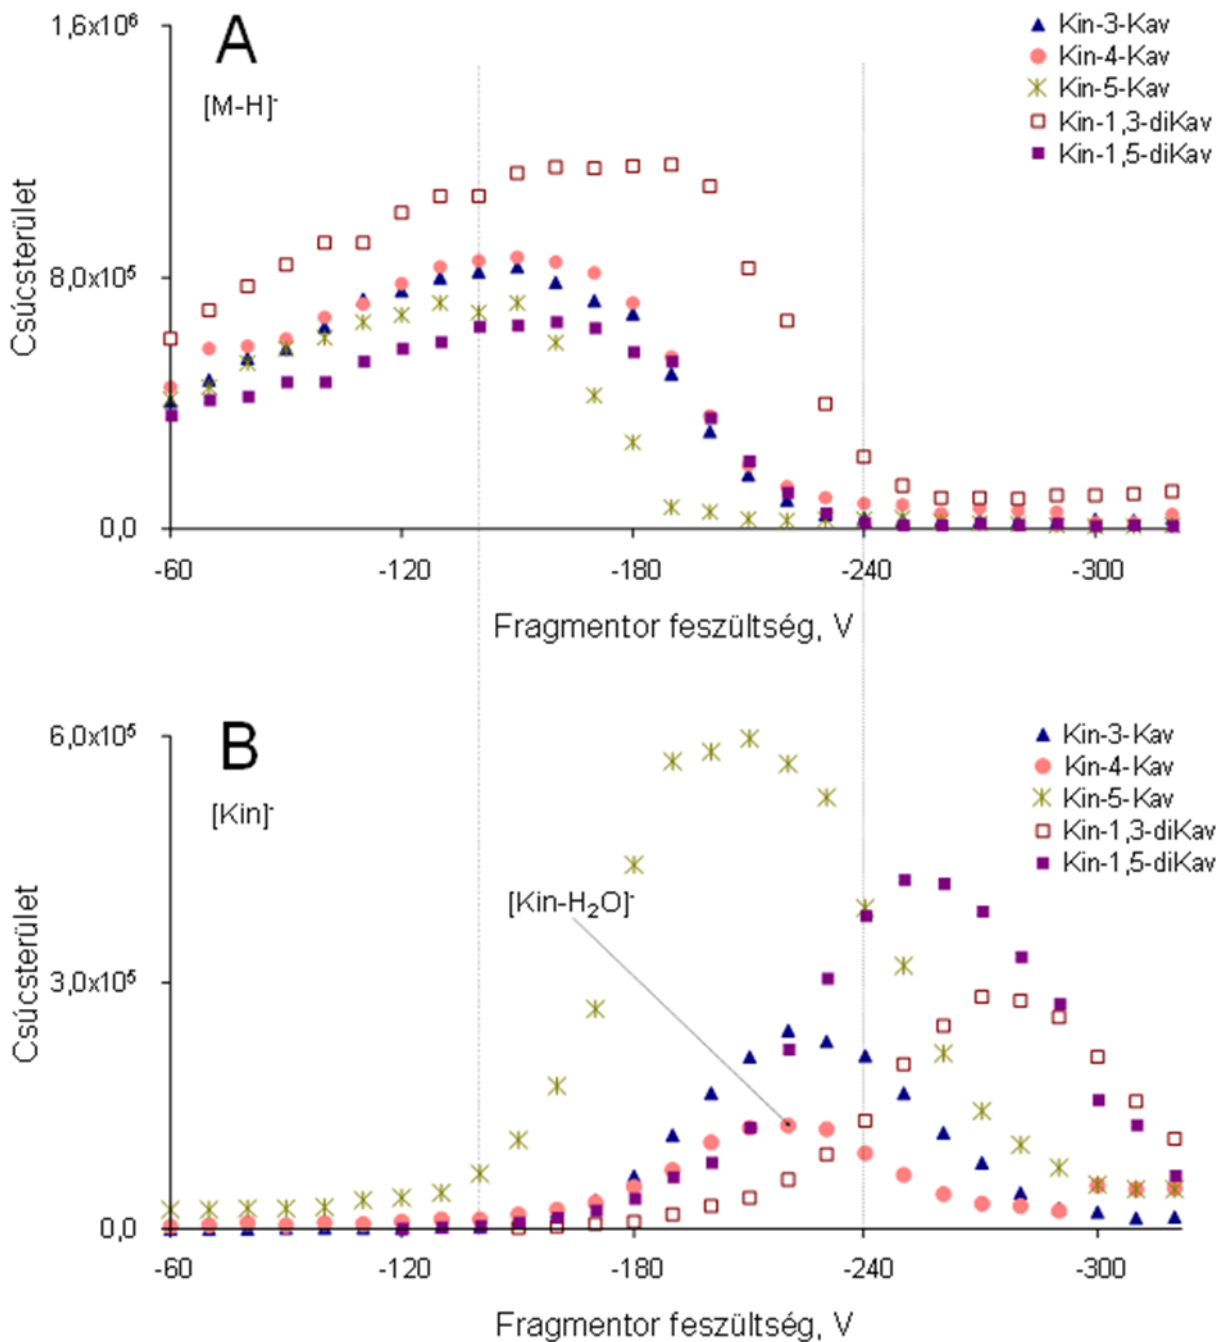 1,6x10⁶
A
[M-H]⁻
Kin-3-Kav
Kin-4-Kav
Kin-5-Kav
Kin-1,3-diKav
Kin-1,5-diKav
Csúcsterület
8,0x10⁵
0,0
-60 -120 -180 -240 -300
Fragmentor feszültség, V
6,0x10⁵
B
[Kin]⁻
Kin-3-Kav
Kin-4-Kav
Kin-5-Kav
Kin-1,3-diKav
Kin-1,5-diKav
[Kin-H₂O]⁻
Csúcsterület
3,0x10⁵
0,0
-60 -120 -180 -240 -300
Fragmentor feszültség, V